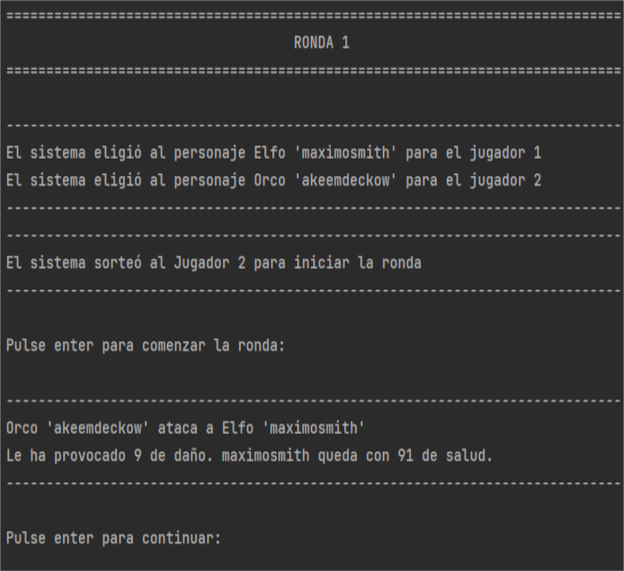 ==============================================================================
RONDA 1
==============================================================================
------------------------------------------------------------------------------
El sistema eligió al personaje Elfo 'maximosmith' para el jugador 1
El sistema eligió al personaje Orco 'akeemdeckow' para el jugador 2
------------------------------------------------------------------------------
------------------------------------------------------------------------------
El sistema sorteó al Jugador 2 para iniciar la ronda
------------------------------------------------------------------------------
Pulse enter para comenzar la ronda:
------------------------------------------------------------------------------
Orco 'akeemdeckow' ataca a Elfo 'maximosmith'
Le ha provocado 9 de daño. maximosmith queda con 91 de salud.
------------------------------------------------------------------------------
Pulse enter para continuar: